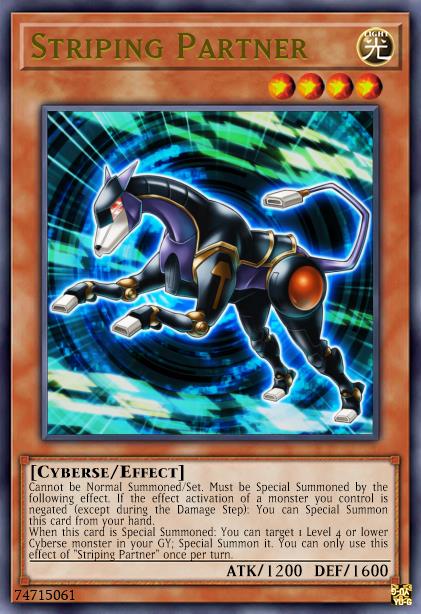 STRIPING PARTNER
LIGHT
光
[CYBERSE/EFFECT]
Cannot be Normal Summoned/Set. Must be Special Summoned by the
following effect. If the effect activation of a monster you control is
negated (except during the Damage Step): You can Special Summon
this card from your hand.
When this card is Special Summoned: You can target 1 Level 4 or lower
Cyberse monster in your GY; Special Summon it. You can only use this
effect of "Striping Partner" once per turn.
ATK/1200 DEF/1600
74715061